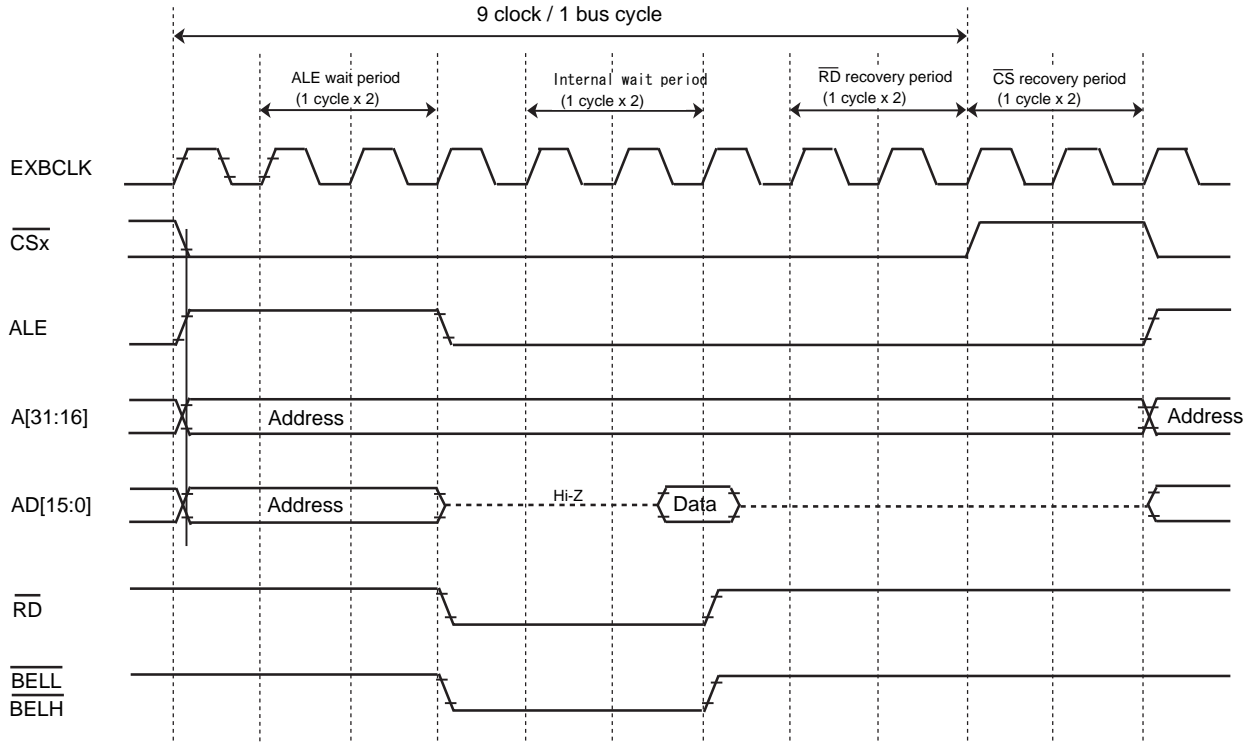 9 clock / 1 bus cycle
ALE wait period
(1 cycle x 2)
Internal wait period
(1 cycle x 2)
RD recovery period
(1 cycle x 2)
CS recovery period
(1 cycle x 2)
EXBCLK
CSx
ALE
A[31:16]
Address
Address
AD[15:0]
Address
Hi-Z
Data
RD
BELL
BELH